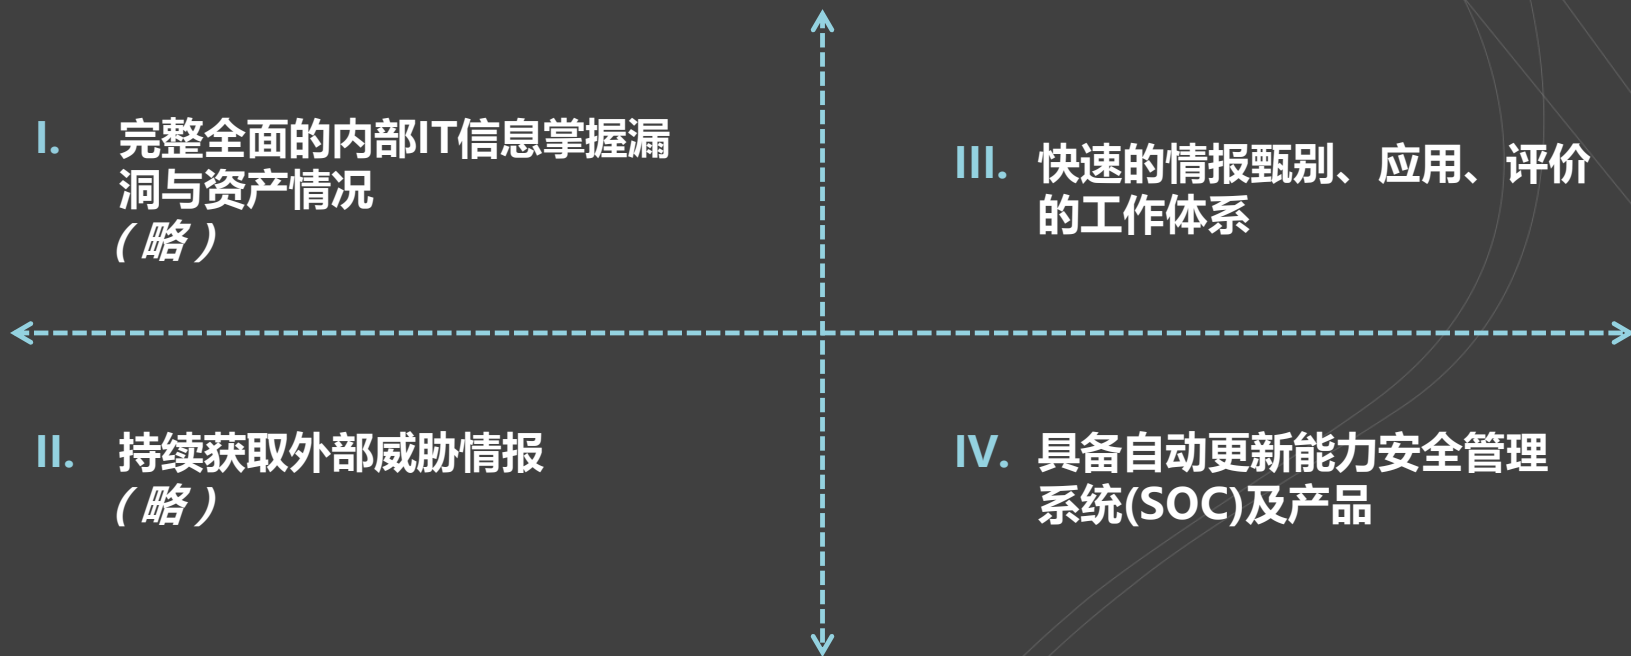 I. 完整全面的内部IT信息掌握漏
洞与资产情况
（略）
II. 持续获取外部威胁情报
（略）
III. 快速的情报甄别、应用、评价
的工作体系
IV. 具备自动更新能力安全管理
系统(SOC)及产品